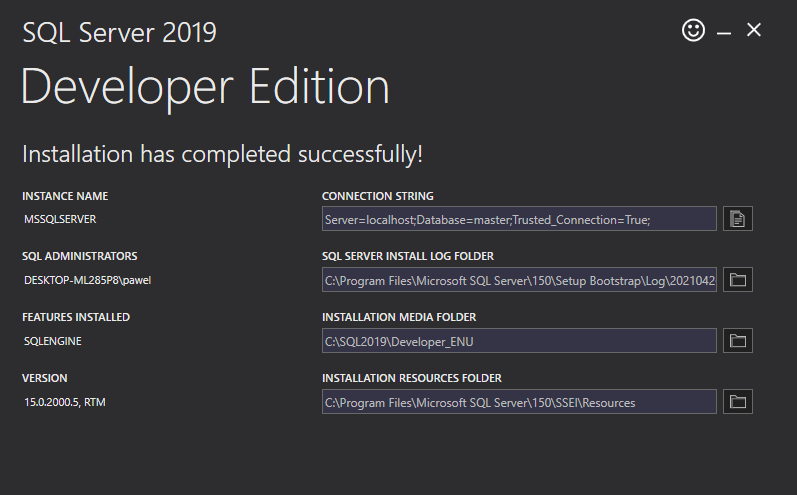 SQL Server 2019
Developer Edition
Installation has completed successfully!
INSTANCE NAME
MSSQLSERVER
CONNECTION STRING
Server=localhost;Database=master;Trusted_Connection=True;
SQL ADMINISTRATORS
DESKTOP-ML285P8\pawel
SQL SERVER INSTALL LOG FOLDER
C:\Program Files\Microsoft SQL Server\150\Setup Bootstrap\Log\2021042
FEATURES INSTALLED
SQLENGINE
INSTALLATION MEDIA FOLDER
C:\SQL2019\Developer_ENU
VERSION
15.0.2000.5, RTM
INSTALLATION RESOURCES FOLDER
C:\Program Files\Microsoft SQL Server\150\SSEI\Resources